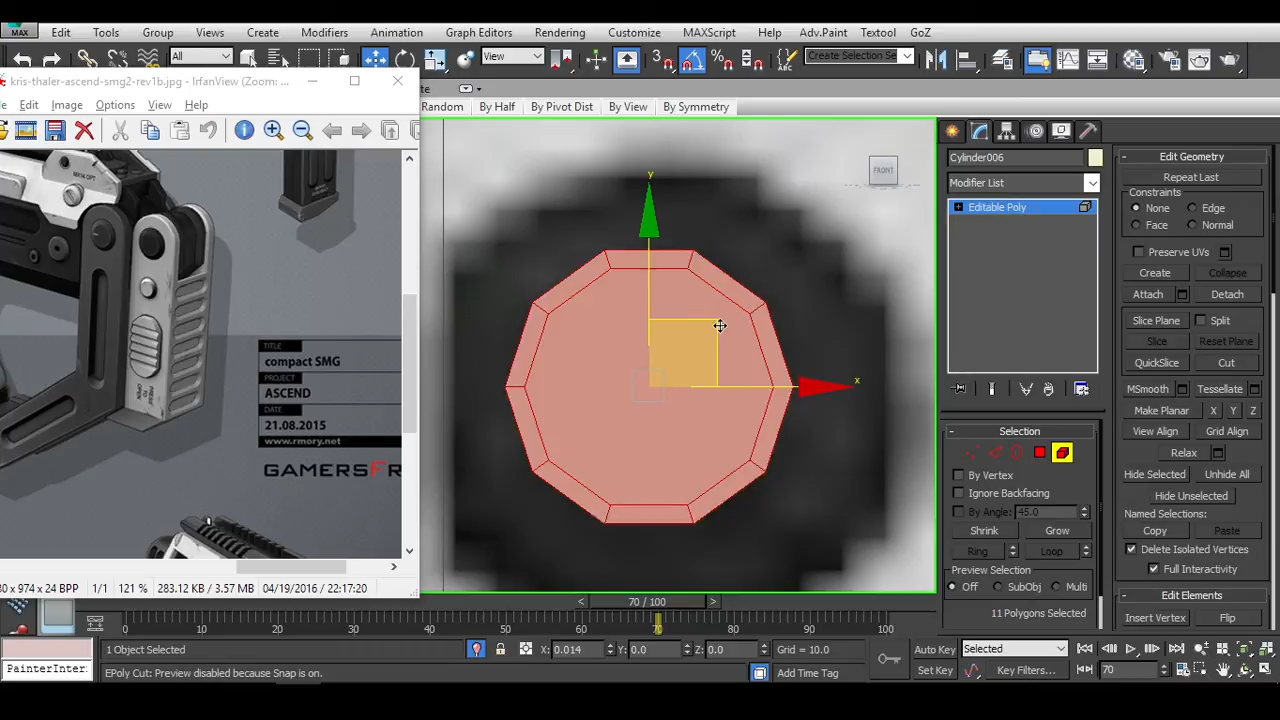 MAX
Edit
Tools
Group
Views
Create
Modifiers
Animation
Graph Editors
Rendering
Customize
MAXScript
Help
Adv.Paint
Textool
GoZ
All
View
3
Create Selection Se
kris-thaler-ascend-smg2-rev1b.jpg - IrfanView (Zoom: ...
Edit
Image
Options
View
Help
Random
By Half
By Pivot Dist
By View
By Symmetry
FRONT
y
x
TITLE
compact SMG
PROJECT
ASCEND
DATE
21.08.2015
www.rmory.net
GAMERSFR
0 x 974 x 24 BPP
1/1
121 %
283.12 KB / 3.57 MB
04/19/2016 / 22:17:20
Cylinder006
Modifier List
Editable Poly
Selection
By Vertex
Ignore Backfacing
By Angle:
45.0
Shrink
Grow
Ring
Loop
Preview Selection
Off
SubObj
Multi
11 Polygons Selected
Edit Geometry
Repeat Last
Constraints
None
Edge
Face
Normal
Preserve UVs
Create
Collapse
Attach
Detach
Slice Plane
Split
Slice
Reset Plane
QuickSlice
Cut
MSmooth
Tessellate
Make Planar
X
Y
Z
View Align
Grid Align
Relax
Hide Selected
Unhide All
Hide Unselected
Named Selections:
Copy
Paste
Delete Isolated Vertices
Full Interactivity
Edit Elements
Insert Vertex
Flip
70 / 100
0
10
20
30
40
50
60
70
80
90
100
1 Object Selected
X: 0.014
Y: 0.0
Z: 0.0
Grid = 10.0
Auto Key
Selected
PainterInter
EPoly Cut: Preview disabled because Snap is on.
Add Time Tag
Set Key
Key Filters...
70